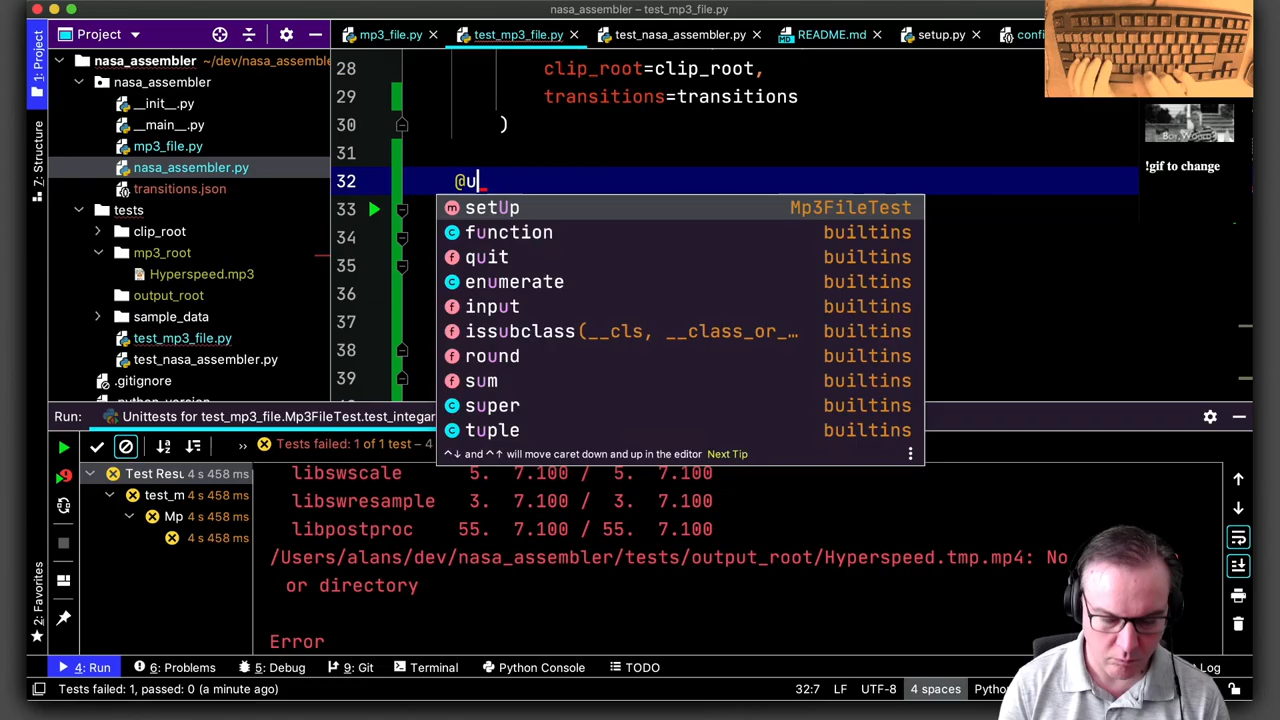 nasa_assembler – test_mp3_file.py
Project
mp3_file.py
test_mp3_file.py
test_nasa_assembler.py
README.md
setup.py
1: Project
7: Structure
2: Favorites
nasa_assembler ~/dev/nasa_assemble
nasa_assembler
__init__.py
__main__.py
mp3_file.py
nasa_assembler.py
transitions.json
tests
clip_root
mp3_root
Hyperspeed.mp3
output_root
sample_data
test_mp3_file.py
test_nasa_assembler.py
.gitignore
28 clip_root=clip_root,
29 transitions=transitions
30 )
31
32 @u
33
34
35
36
37
38
39
setUp Mp3FileTest
function builtins
quit builtins
enumerate builtins
input builtins
issubclass(__cls, __class_or_… builtins
round builtins
sum builtins
super builtins
tuple builtins
^↓ and ^↑ will move caret down and up in the editor Next Tip
!gif to change
Run: Unittests for test_mp3_file.Mp3FileTest.test_integar
» Tests failed: 1 of 1 test – 4
Test Resu 4 s 458 ms
test_m 4 s 458 ms
Mp 4 s 458 ms
4 s 458 ms
libswscale 5. 7.100 / 5. 7.100
libswresample 3. 7.100 / 3. 7.100
libpostproc 55. 7.100 / 55. 7.100
/Users/alans/dev/nasa_assembler/tests/output_root/Hyperspeed.tmp.mp4: No
or directory
Error
4: Run 6: Problems 5: Debug 9: Git Terminal Python Console TODO Log
Tests failed: 1, passed: 0 (a minute ago) 32:7 LF UTF-8 4 spaces